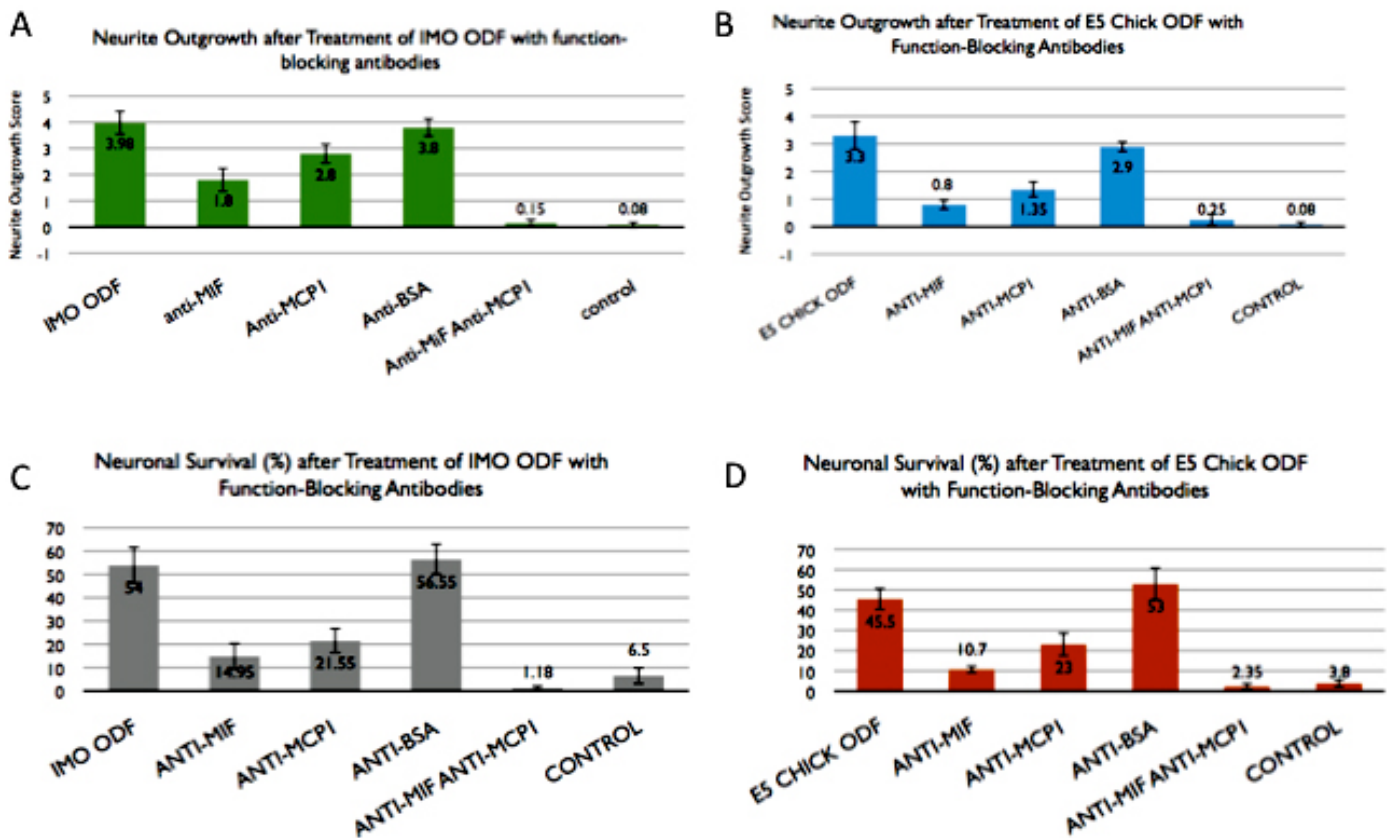 A
Neurite Outgrowth after Treatment of IMO ODF with function-
blocking antibodies
Neurite Outgrowth Score
5
4
3
2
1
0
-1
3.98
1.8
2.8
3.8
0.15
0.08
IMO ODF
anti-MIF
Anti-MCP1
Anti-BSA
Anti-MiF Anti-MCP1
control
B
Neurite Outgrowth after Treatment of E5 Chick ODF with
Function-Blocking Antibodies
Neurite Outgrowth Score
5
4
3
2
1
0
-1
3.3
0.8
1.35
2.9
0.25
0.08
E5 CHICK ODF
ANTI-MIF
ANTI-MCP1
ANTI-BSA
ANTI-MIF ANTI-MCP1
CONTROL
C
Neuronal Survival (%) after Treatment of IMO ODF with
Function-Blocking Antibodies
70
60
50
40
30
20
10
0
54
14.95
21.55
56.55
1.18
6.5
IMO ODF
ANTI-MIF
ANTI-MCP1
ANTI-BSA
ANTI-MIF ANTI-MCP1
CONTROL
D
Neuronal Survival (%) after Treatment of E5 Chick ODF
with Function-Blocking Antibodies
70
60
50
40
30
20
10
0
45.5
10.7
23
53
2.35
3.8
E5 CHICK ODF
ANTI-MIF
ANTI-MCP1
ANTI-BSA
ANTI-MIF ANTI-MCP1
CONTROL